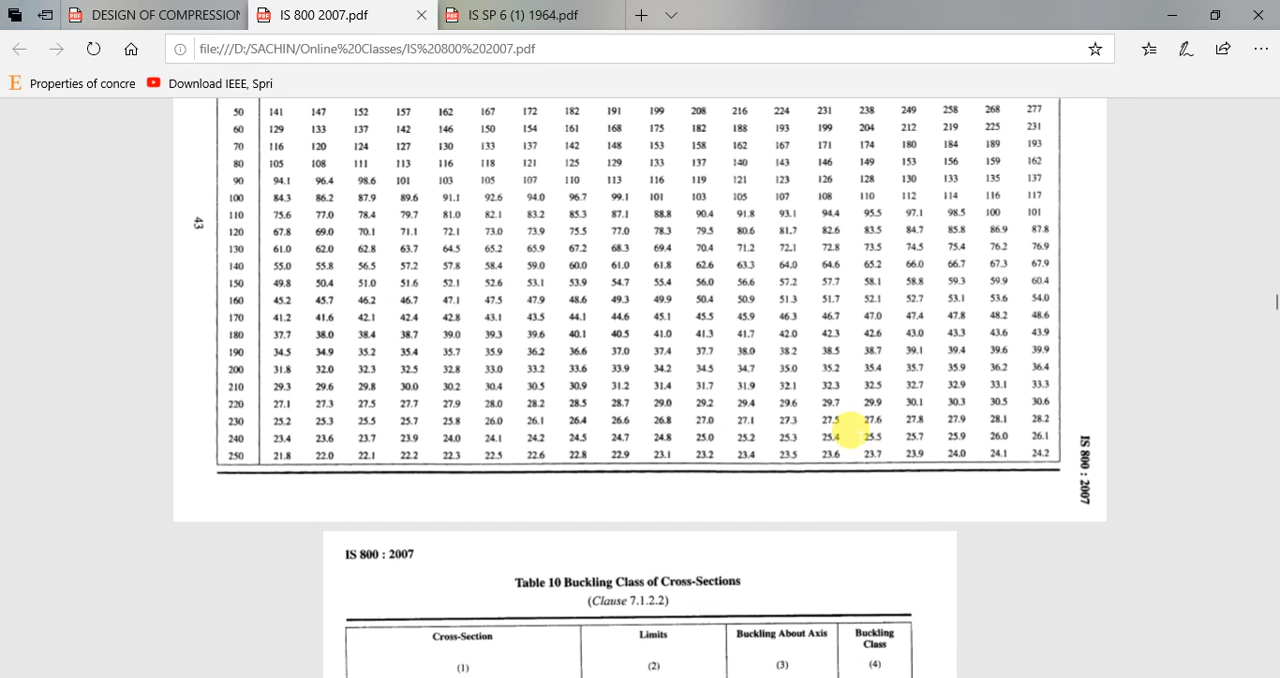 DESIGN OF COMPRESSION
IS 800 2007.pdf
IS SP 6 (1) 1964.pdf
file:///D:/SACHIN/Online%20Classes/IS%20800%202007.pdf
E Properties of concre
Download IEEE, Spri
50 141 147 152 157 162 167 172 182 191 199 208 216 224 231 238 249 258 268 277
60 129 133 137 142 146 150 154 161 168 175 182 188 193 199 204 212 219 225 231
70 116 120 124 127 130 133 137 142 148 153 158 162 167 171 174 180 184 189 193
80 105 108 111 113 116 118 121 125 129 133 137 140 143 146 149 153 156 159 162
90 94.1 96.4 98.6 101 103 105 107 110 113 116 119 121 123 126 128 130 133 135 137
100 84.3 86.2 87.9 89.6 91.1 92.6 94.0 96.7 99.1 101 103 105 107 108 110 112 114 116 117
110 75.6 77.0 78.4 79.7 81.0 82.1 83.2 85.3 87.1 88.8 90.4 91.8 93.1 94.4 95.5 97.1 98.5 100 101
120 67.8 69.0 70.1 71.1 72.1 73.0 73.9 75.5 77.0 78.3 79.5 80.6 81.7 82.6 83.5 84.7 85.8 86.9 87.8
130 61.0 62.0 62.8 63.7 64.5 65.2 65.9 67.2 68.3 69.4 70.4 71.2 72.1 72.8 73.5 74.5 75.4 76.2 76.9
140 55.0 55.8 56.5 57.2 57.8 58.4 59.0 60.0 61.0 61.8 62.6 63.3 64.0 64.6 65.2 66.0 66.7 67.3 67.9
150 49.8 50.4 51.0 51.6 52.1 52.6 53.1 53.9 54.7 55.4 56.0 56.6 57.2 57.7 58.1 58.8 59.3 59.9 60.4
160 45.2 45.7 46.2 46.7 47.1 47.5 47.9 48.6 49.3 49.9 50.4 50.9 51.3 51.7 52.1 52.7 53.1 53.6 54.0
170 41.2 41.6 42.1 42.4 42.8 43.1 43.5 44.1 44.6 45.1 45.5 45.9 46.3 46.7 47.0 47.4 47.8 48.2 48.6
180 37.7 38.0 38.4 38.7 39.0 39.3 39.6 40.1 40.5 41.0 41.3 41.7 42.0 42.3 42.6 43.0 43.3 43.6 43.9
190 34.5 34.9 35.2 35.4 35.7 35.9 36.2 36.6 37.0 37.4 37.7 38.0 38.2 38.5 38.7 39.1 39.4 39.6 39.9
200 31.8 32.0 32.3 32.5 32.8 33.0 33.2 33.6 33.9 34.2 34.5 34.7 35.0 35.2 35.4 35.7 35.9 36.2 36.4
210 29.3 29.6 29.8 30.0 30.2 30.4 30.5 30.9 31.2 31.4 31.7 31.9 32.1 32.3 32.5 32.7 32.9 33.1 33.3
220 27.1 27.3 27.5 27.7 27.9 28.0 28.2 28.5 28.7 29.0 29.2 29.4 29.6 29.7 29.9 30.1 30.3 30.5 30.6
230 25.2 25.3 25.5 25.7 25.8 26.0 26.1 26.4 26.6 26.8 27.0 27.1 27.3 27.5 27.6 27.8 27.9 28.1 28.2
240 23.4 23.6 23.7 23.9 24.0 24.1 24.2 24.5 24.7 24.8 25.0 25.2 25.3 25.4 25.5 25.7 25.9 26.0 26.1
250 21.8 22.0 22.1 22.2 22.3 22.5 22.6 22.8 22.9 23.1 23.2 23.4 23.5 23.6 23.7 23.9 24.0 24.1 24.2
43
IS 800 : 2007
IS 800 : 2007
Table 10 Buckling Class of Cross-Sections
(Clause 7.1.2.2)
Cross-Section Limits Buckling About Axis Buckling
Class
(1) (2) (3) (4)